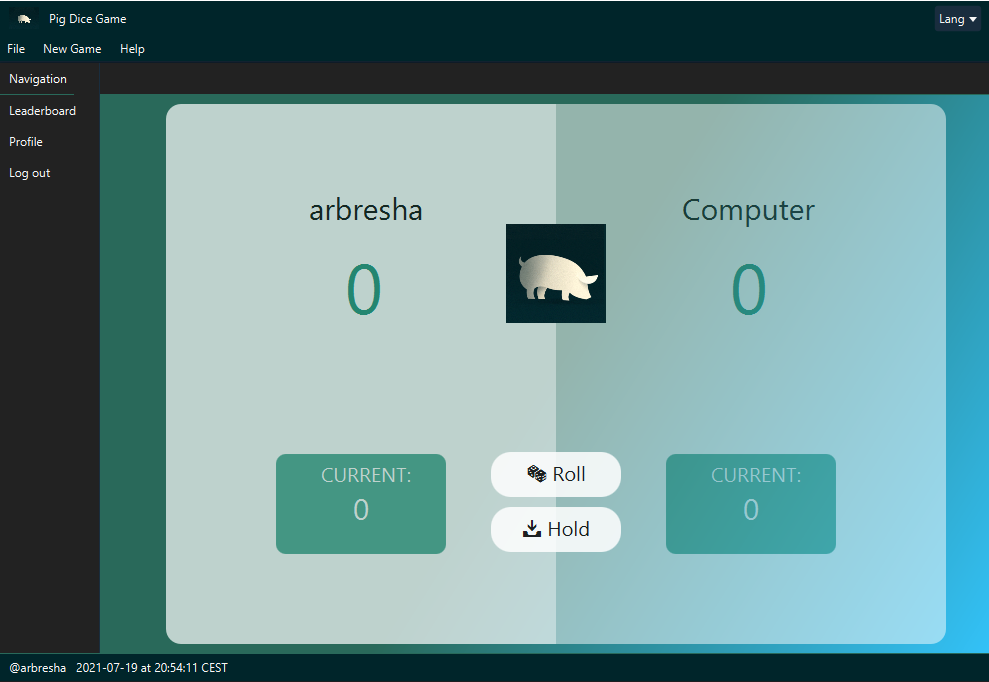 Pig Dice Game
Lang
File New Game Help
Navigation
Leaderboard
Profile
Log out
arbresha
0
Computer
0
CURRENT:
0
Roll
Hold
CURRENT:
0
@arbresha 2021-07-19 at 20:54:11 CEST